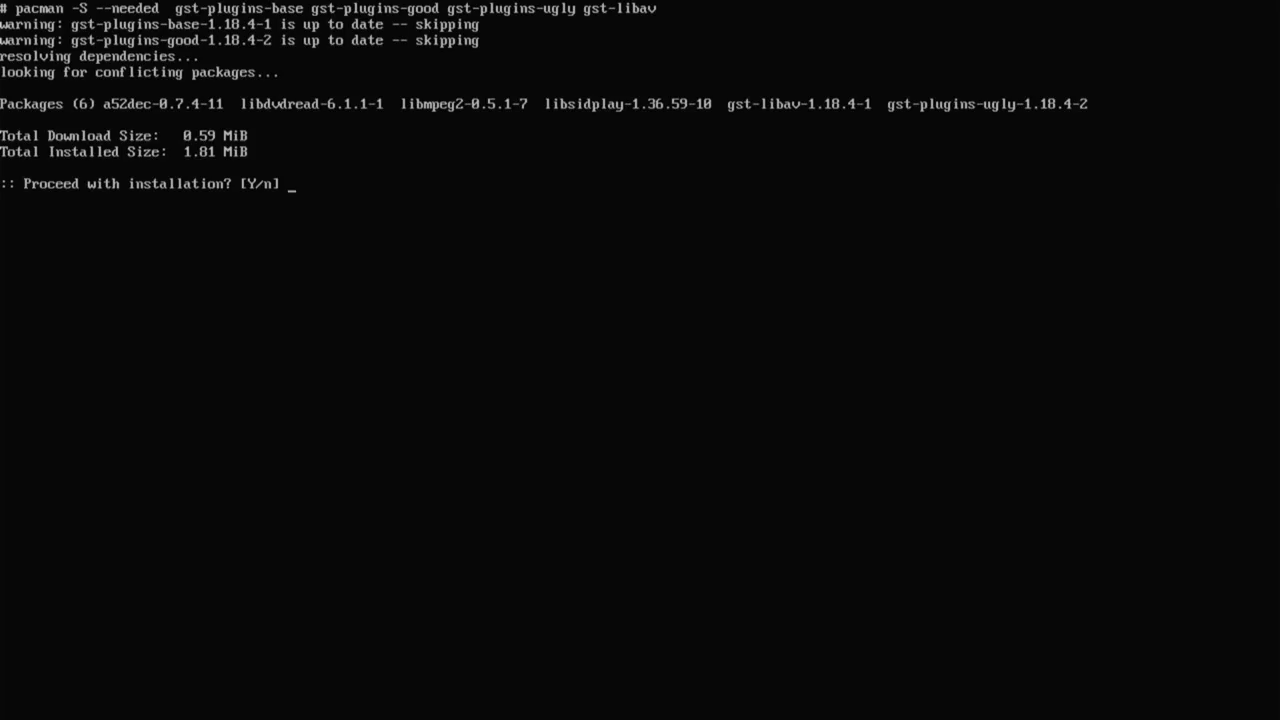 # pacman -S --needed  gst-plugins-base gst-plugins-good gst-plugins-ugly gst-libav
warning: gst-plugins-base-1.18.4-1 is up to date -- skipping
warning: gst-plugins-good-1.18.4-2 is up to date -- skipping
resolving dependencies...
looking for conflicting packages...
Packages (6) a52dec-0.7.4-11  libdvdread-6.1.1-1  libmpeg2-0.5.1-7  libsidplay-1.36.59-10  gst-libav-1.18.4-1  gst-plugins-ugly-1.18.4-2
Total Download Size:   0.59 MiB
Total Installed Size:  1.81 MiB
:: Proceed with installation? [Y/n] _